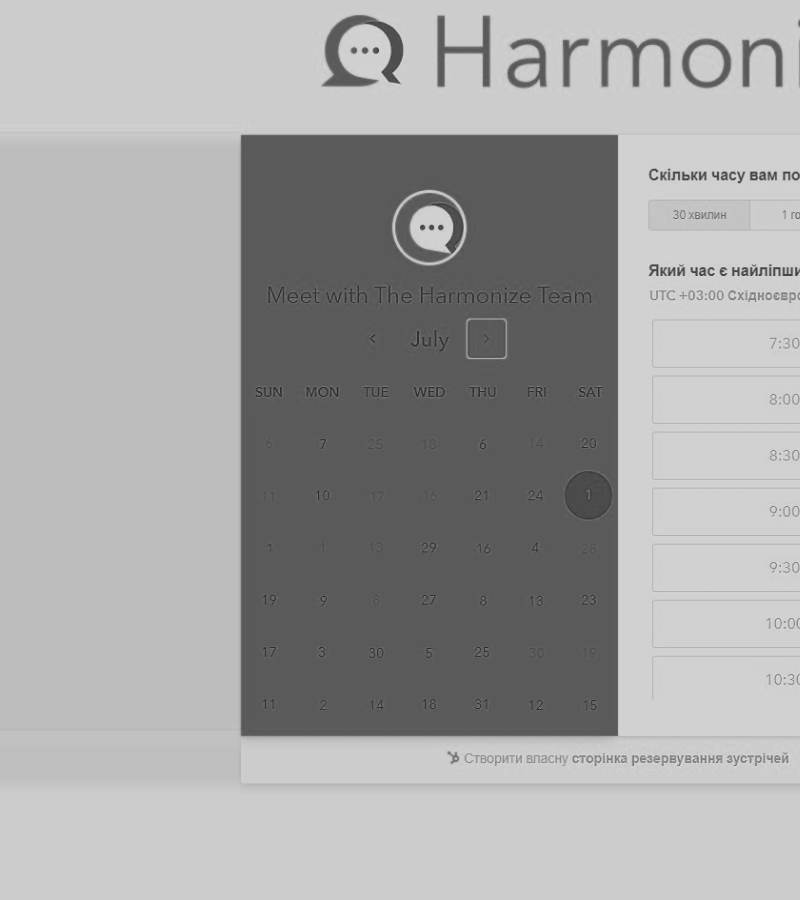 Harmoni
Meet with The Harmonize Team
July
SUN MON TUE WED THU FRI SAT
6 7 25 18 6 14 20
11 10 17 16 21 24 1
1 1 13 29 16 4 28
19 9 8 27 8 13 23
17 3 30 5 25 30 19
11 2 14 18 31 12 15
Скільки часу вам по
30 хвилин 1 го
Який час є найліпши
UTC +03:00 Східноєвро
7:30
8:00
8:30
9:00
9:30
10:00
10:30
Створити власну сторінка резервування зустрічей